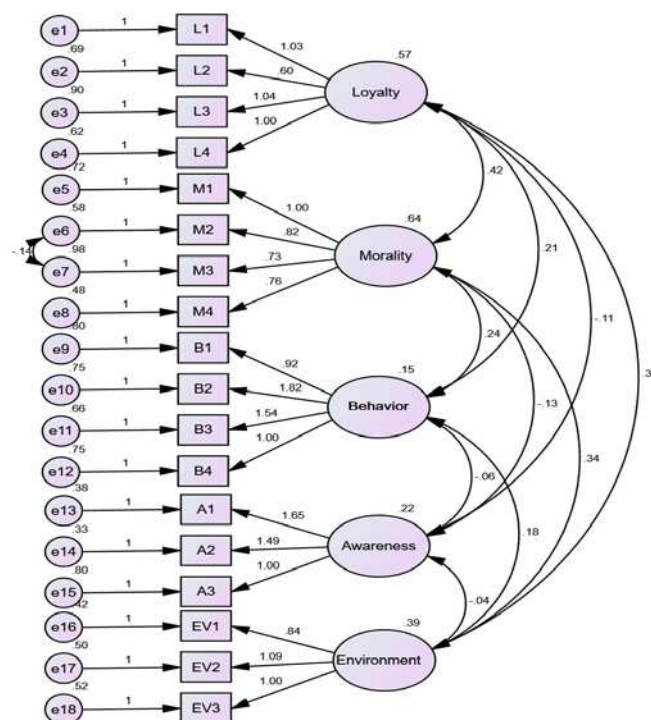 e1 1 L1
.69
e2 1 L2
.90
e3 1 L3
.62
e4 1 L4
.72
e5 1 M1
.58
e6 1 M2
.98
e7 1 M3
.48
e8 1 M4
.80
e9 1 B1
.75
e10 1 B2
.66
e11 1 B3
.75
e12 1 B4
.38
e13 1 A1
.33
e14 1 A2
.80
e15 1 A3
.42
e16 1 EV1
.50
e17 1 EV2
.52
e18 1 EV3
-.14
1.03
.60
1.04
1.00
.57
Loyalty
1.00
.82
.73
.76
.64
Morality
.92
1.82
1.54
1.00
.15
Behavior
1.65
1.49
1.00
.22
Awareness
.84
1.09
1.00
.39
Environment
.42
.21
-.11
.24
-.13
.34
-.06
.18
-.04